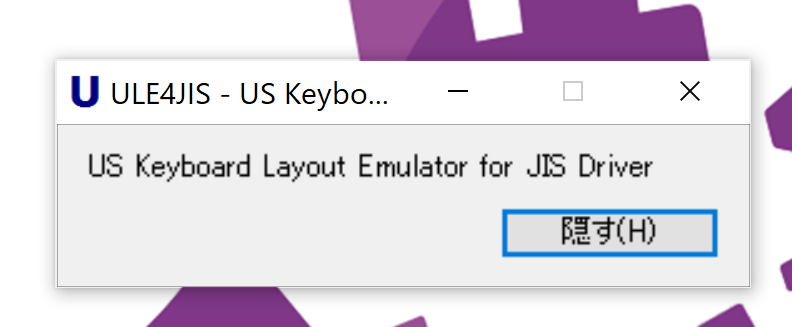 U ULE4JIS - US Keybo...
US Keyboard Layout Emulator for JIS Driver
隠す(H)